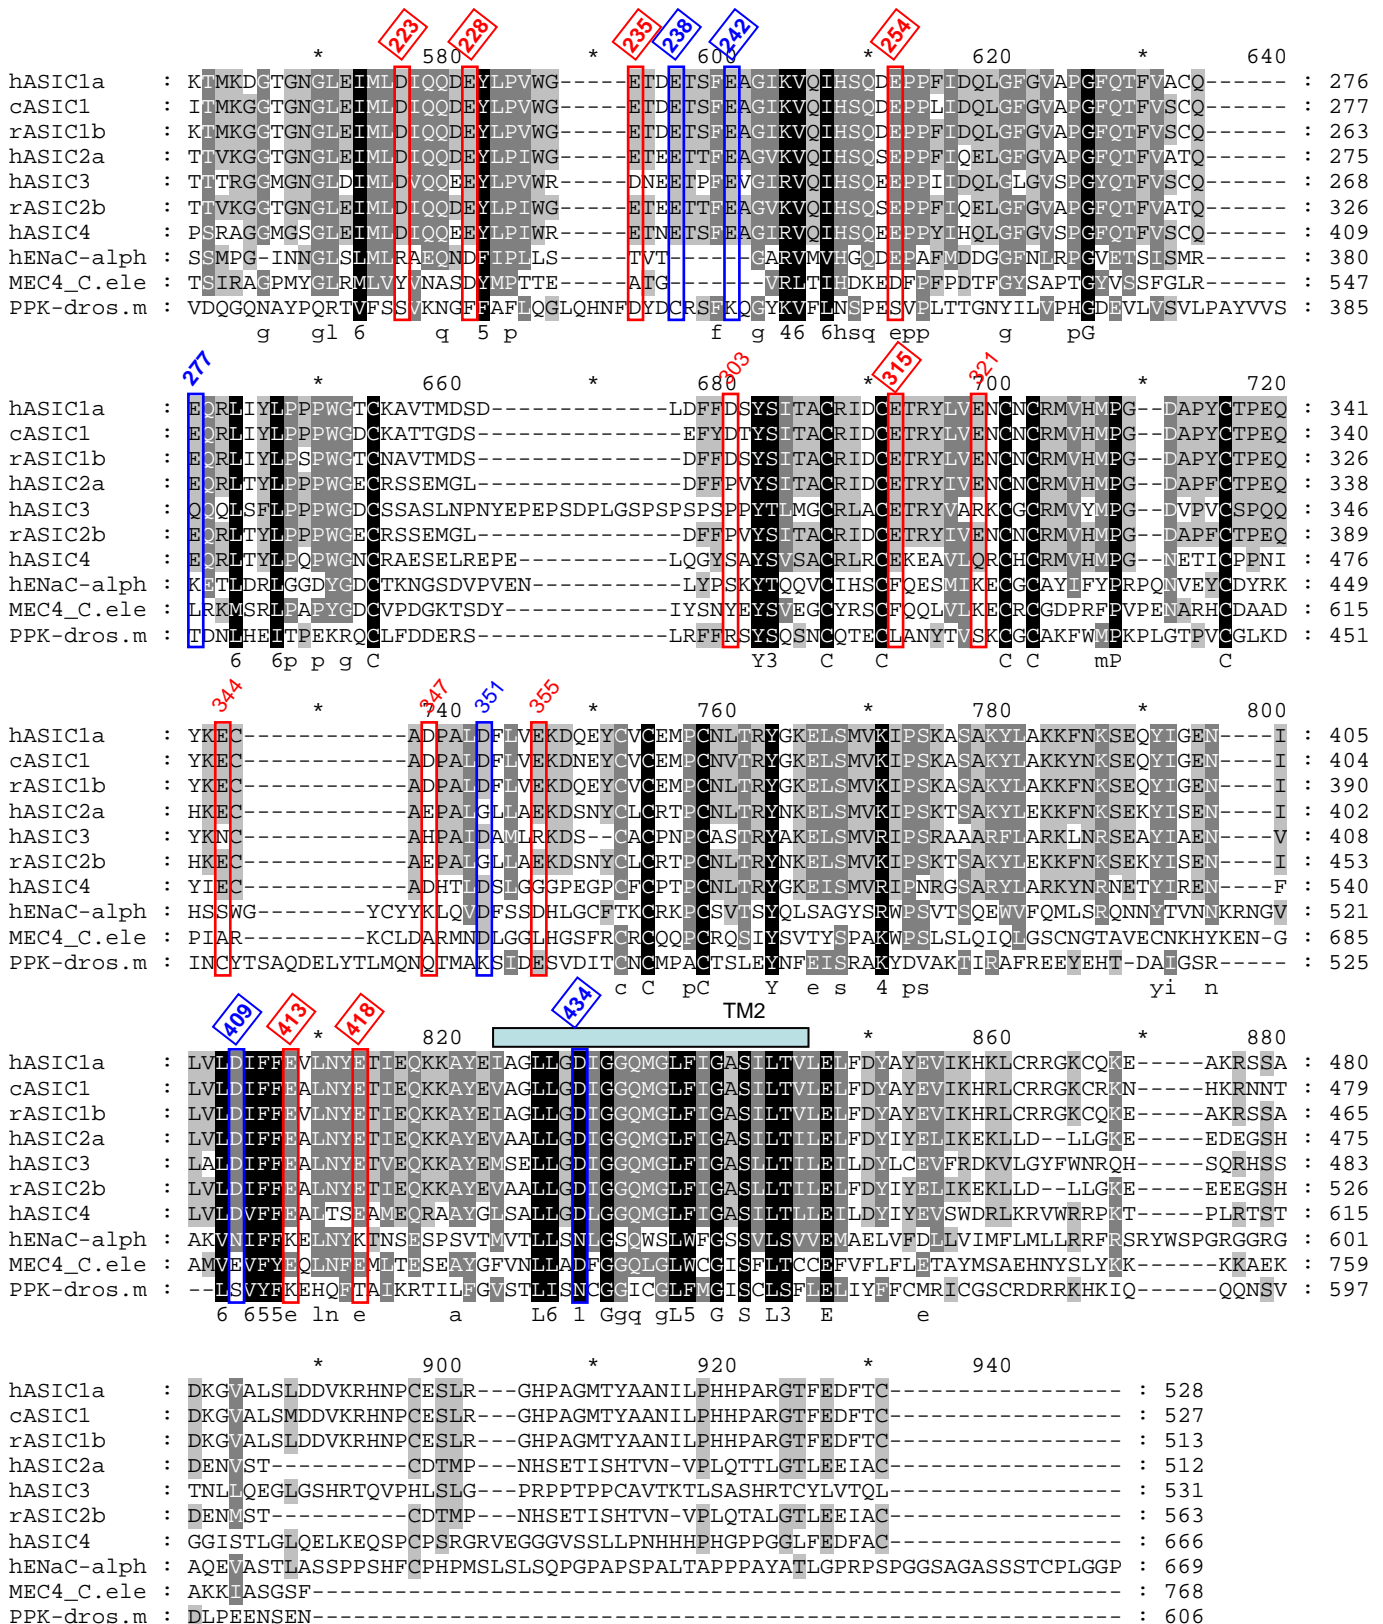 223 228 235 238 242 254
* 580 * 600 * 620 * 640
hASIC1a : KTMKDGTGNGLEIMLDIQQDEYLPVWG-----ETDETSFEAGIKVQIHSQDEPPFIDQLGFGVAPGFQTFVACQ------ : 276
cASIC1 : ITMKGGTGNGLEIMLDIQQDEYLPVWG-----ETDETSFEAGIKVQIHSQDEPPLIDQLGFGVAPGFQTFVSCQ------ : 277
rASIC1b : KTMKGGTGNGLEIMLDIQQDEYLPVWG-----ETDETSFEAGIKVQIHSQDEPPFIDQLGFGVAPGFQTFVSCQ------ : 263
hASIC2a : TTVKGGTGNGLEIMLDIQQDEYLPIWG-----ETEETTFEAGVKVQIHSQSEPPFIQELGFGVAPGFQTFVATQ------ : 275
hASIC3 : TTTRGGMGNGLDIMLDVQQEEYLPVWR-----DNEETPFEVGIRVQIHSQEEPPIIDQLGLGVSPGYQTFVSCQ------ : 268
rASIC2b : TTVKGGTGNGLEIMLDIQQDEYLPIWG-----ETEETTFEAGVKVQIHSQSEPPFIQELGFGVAPGFQTFVATQ------ : 326
hASIC4 : PSRAGGMGSGLEIMLDIQQEEYLPIWR-----ETNETSFEAGIRVQIHSQEEPPYIHQLGFGVSPGFQTFVSCQ------ : 409
hENaC-alph : SSMPG-INNGLSLMLRAEQNDFIPLLS-----TVT-----GARVMVHGQDEPAFMDDGGFNLRPGVETSISMR------ : 380
MEC4_C.ele : TSIRAGPMYGLRMLVYVNASDYMPTTE-----ATG-----VRLTIHDKEDFPFPDTFGYSAPTGYVSSFGLR------ : 547
PPK-dros.m : VDQGQNAYPQRTVFSSVKNGFFAFLQGLQHNFDYDCRSFKQGYKVFLNSPESVPLTTGNYILVPHGDEVLVSVLPAYVVS : 385
g gl 6 q 5 p f g 46 6hsq epp g pG
277 303 315 321
* 660 * 680 * 700 * 720
hASIC1a : EQRLIYLPPPWGTCKAVTMDSD-------------LDFFDSYSITACRIDCETRYLVENCNCRMVHMPG--DAPYCTPEQ : 341
cASIC1 : EQRLIYLPPPWGDCKATTGDS--------------EFYDTYSITACRIDCETRYLVENCNCRMVHMPG--DAPYCTPEQ : 340
rASIC1b : EQRLIYLPSPWGTCNAVTMDS--------------DFFDSYSITACRIDCETRYLVENCNCRMVHMPG--DAPYCTPEQ : 326
hASIC2a : EQRLTYLPPPWGECRSSEMGL--------------DFFPVYSITACRIDCETRYIVENCNCRMVHMPG--DAPFCTPEQ : 338
hASIC3 : QQQLSFLPPPWGDCSSASLNPNYEPEPSDPLGSPSPSPSPPYTLMGCRLACETRYVARKCGCRMVYMPG--DVPVCSPQQ : 346
rASIC2b : EQRLTYLPPPWGECRSSEMGL--------------DFFPVYSITACRIDCETRYIVENCNCRMVHMPG--DAPFCTPEQ : 389
hASIC4 : EQRLTYLPQPWGNCRAESELREPE-----------LQGYSAYSVSACRLRCEKEAVLQRCHCRMVHMPG--NETICPPNI : 476
hENaC-alph : KETLDRLGGDYGDCTKNGSDVPVEN----------LYPSKYTQQVCIHSCFQESMIKECGCAYIFYPRPQNVEYCDYRK : 449
MEC4_C.ele : LRKMSRLPAPYGDCVPDGKTSDY------------IYSNYEYSVEGCYRSCFQQLVLKECRCGDPRFPVPENARHCDAAD : 615
PPK-dros.m : TDNLHEITPEKRQCLFDDERS--------------LRFFRSYSQSNCQTECLANYTVSKCGCAKFWMPKPLGTPVCGLKD : 451
6 6p p g C Y3 C C C C mP C
344 347 351 355
* 740 * 760 * 780 * 800
hASIC1a : YKEC------------ADPALDFLVEKDQEYCVCEMPCNLTRYGKELSMVKIPSKASAKYLAKKFNKSEQYIGEN----I : 405
cASIC1 : YKEC------------ADPALDFLVEKDNEYCVCEMPCNVTRYGKELSMVKIPSKASAKYLAKKYNKSEQYIGEN----I : 404
rASIC1b : YKEC------------ADPALDFLVEKDQEYCVCEMPCNLTRYGKELSMVKIPSKASAKYLAKKFNKSEQYIGEN----I : 390
hASIC2a : HKEC------------AEPALGLLAEKDSNYCLCRTPCNLTRYNKELSMVKIPSKTSAKYLEKKFNKSEKYISEN----I : 402
hASIC3 : YKNC------------AHPAIDAMLRKDS--CACPNPCASTRYAKELSMVRIPSRAAARFLARKLNRSEAYIAEN----V : 408
rASIC2b : HKEC------------AEPALGLLAEKDSNYCLCRTPCNLTRYNKELSMVKIPSKTSAKYLEKKFNKSEKYISEN----I : 453
hASIC4 : YIEC------------ADHTLDSLGGGPEGPCFCPTPCNLTRYGKEISMVRIPNRGSARYLARKYNRNETYIREN----F : 540
hENaC-alph : HSSWG--------YCYYKLQVDFSSDHLGCFTKCRKPCSVTSYQLSAGYSRWPSVTSQEWVFQMLSRQNNYTVNNKRNGV : 521
MEC4_C.ele : PIAR---------KCLDARMNDLGGLHGSFRCRCQQPCRQSIYSVTYSPAKWPSLSLQIQLGSCNGTAVECNKHYKEN-G : 685
PPK-dros.m : INCYTSAQDELYTLMQNQTMAKSIDESVDITCNCMPACTSLEYNFEISRAKYDVAKTIRAFREEYEHT-DAIGSR----- : 525
c C pC Y e s 4 ps yi n
409 413 418 434 TM2
* 820 * 840 * 860 * 880
hASIC1a : LVLDIFFEVLNYETIEQKKAYEIAGLLGDIGGQMGLFIGASILTVLELFDYAYEVIKHKLCRRGKCQKE-----AKRSSA : 480
cASIC1 : LVLDIFFEALNYETIEQKKAYEVAGLLGDIGGQMGLFIGASILTVLELFDYAYEVIKHRLCRRGKCRKN-----HKRNNT : 479
rASIC1b : LVLDIFFEVLNYETIEQKKAYEIAGLLGDIGGQMGLFIGASILTVLELFDYAYEVIKHRLCRRGKCQKE-----AKRSSA : 465
hASIC2a : LVLDIFFEALNYETIEQKKAYEVAALLGDIGGQMGLFIGASILTILELFDYIYELIKEKLLD--LLGKE-----EDEGSH : 475
hASIC3 : LALDIFFEALNYETVEQKKAYEMSELLGDIGGQMGLFIGASLLTILEILDYLCEVFRDKVLGYFWNRQH-----SQRHSS : 483
rASIC2b : LVLDIFFEALNYETIEQKKAYEVAALLGDIGGQMGLFIGASILTILELFDYIYELIKEKLLD--LLGKE-----EEEGSH : 526
hASIC4 : LVLDVFFEALTSEAMEQRAAYGLSALLGDLGGQMGLFIGASILTLLEILDYIYEVSWDRLKRVWRRPKT-----PLRTST : 615
hENaC-alph : AKVNIFFKELNYKTNSESPSVTMVTLLSNLGSQWSLWFGSSVLSVVEMAELVFDLLVIMFLMLLRRFRSRYWSPGRGGRG : 601
MEC4_C.ele : AMVEVFYEQLNFEMLTESEAYGFVNLLADFGGQLGLWCGISFLTCCEFVFLFLETAYMSAEHNYSLYKK------KKAEK : 759
PPK-dros.m : --LSVYFKEHQFTALKRTILFGVSTLISNCGGICGLFMGISCLSFLELIYFFCMRICGSCRDRRKHKIQ-----QQNSV : 597
6 655e ln e a L6 1 Ggq gL5 G S L3 E e
* 900 * 920 * 940
hASIC1a : DKGVALSLDDVKRHNPCESLR---GHPAGMTYAANILPHHPARGTFEDFTC----------------- : 528
cASIC1 : DKGVALSMDDVKRHNPCESLR---GHPAGMTYAANILPHHPARGTFEDFTC----------------- : 527
rASIC1b : DKGVALSLDDVKRHNPCESLR---GHPAGMTYAANILPHHPARGTFEDFTC----------------- : 513
hASIC2a : DENVST----------CDTMP---NHSETISHTVN-VPLQTTLGTLEEIAC----------------- : 512
hASIC3 : TNLLQEGLGSHRTQVPHLSLG---PRPPTPPCAVTKTLSASHRTCYLVTQL----------------- : 531
rASIC2b : DENMST----------CDTMP---NHSETISHTVN-VPLQTALGTLEEIAC----------------- : 563
hASIC4 : GGISTLGLQELKEQSPCPSRGRVEGGGVSSLLPNHHHPHGPPGGLFEDFAC----------------- : 666
hENaC-alph : AQEVASTLASSPPSHFCPHPMSLSLSQPGPAPSPALTAPPPAYATLGPRPSPGGSAGASSSTCPLGGP : 669
MEC4_C.ele : AKKIASGSF----------------------------------------------------------- : 768
PPK-dros.m : DLPEENSEN----------------------------------------------------------- : 606